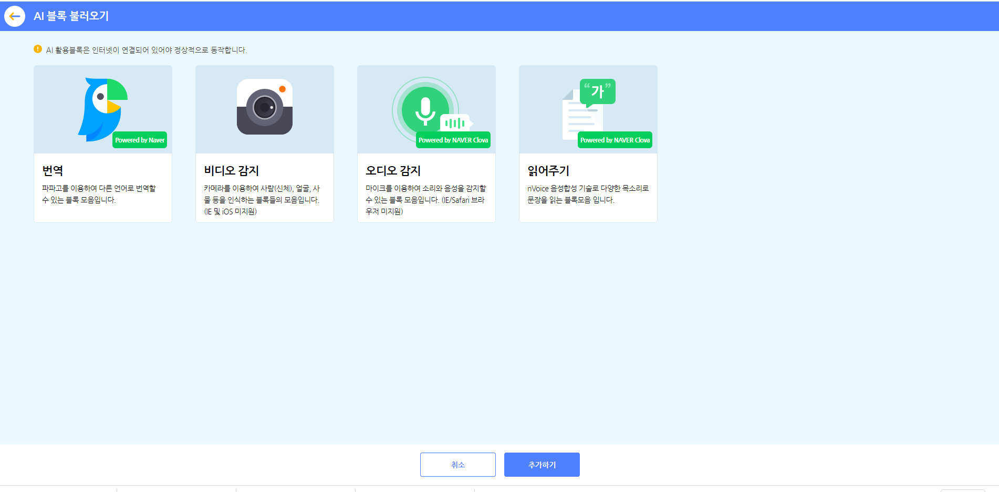 AI 블록 불러오기
AI 활용블록은 인터넷이 연결되어 있어야 정상적으로 동작합니다.
Powered by Naver
번역
파파고를 이용하여 다른 언어로 번역할
수 있는 블록 모음입니다.
비디오 감지
카메라를 이용하여 사람(신체), 얼굴, 사
물 등을 인식하는 블록들의 모음입니다.
(IE 및 iOS 미지원)
Powered by NAVER Clova
오디오 감지
마이크를 이용하여 소리와 음성을 감지할
수 있는 블록 모음입니다. (IE/Safari 브라
우저 미지원)
“가”
Powered by NAVER Clova
읽어주기
nVoice 음성합성 기술로 다양한 목소리로
문장을 읽는 블록모음 입니다.
취소
추가하기